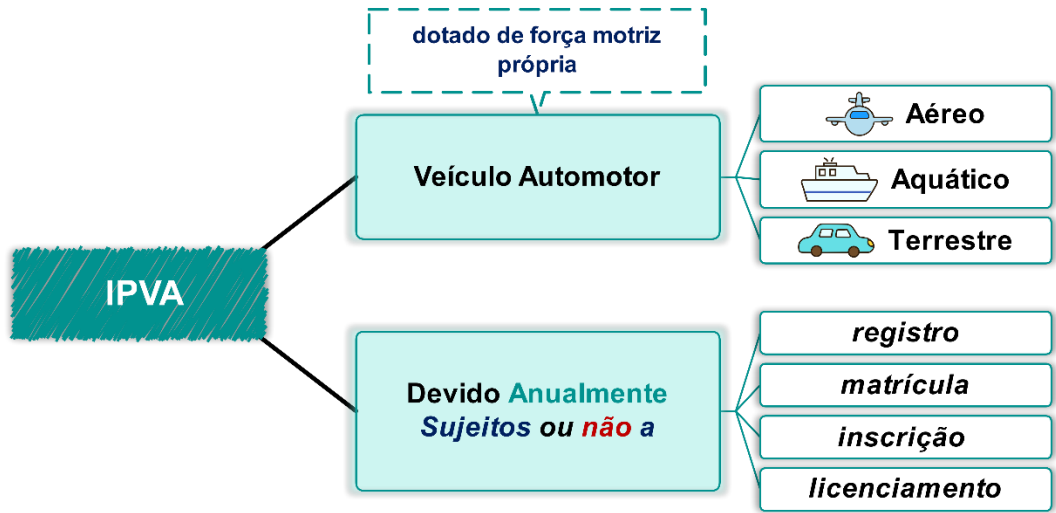 dotado de força motriz
própria
Veículo Automotor
Aéreo
Aquático
Terrestre
IPVA
Devido Anualmente
Sujeitos ou não a
registro
matrícula
inscrição
licenciamento